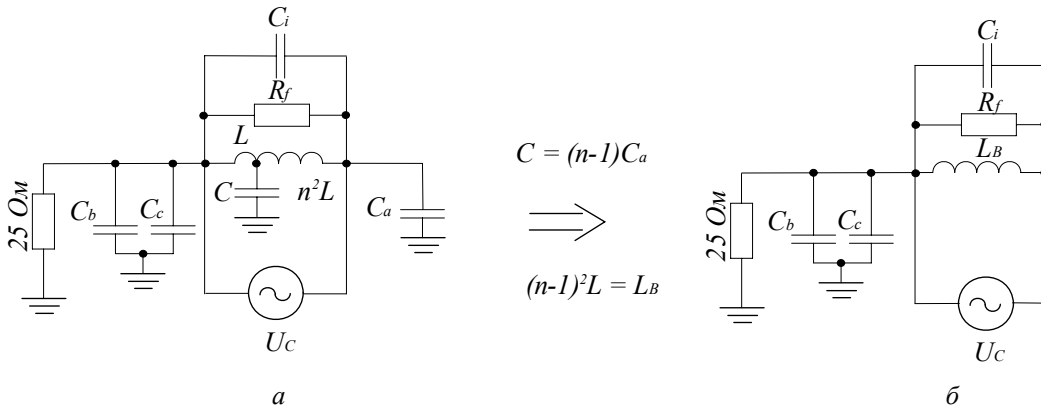 Ci
Rf
L
C
n²L
Cb
Cc
Ca
25 Ом
UC
а
C = (n-1)Ca
(n-1)²L = LB
Ci
Rf
LB
Cb
Cc
25 Ом
UC
б